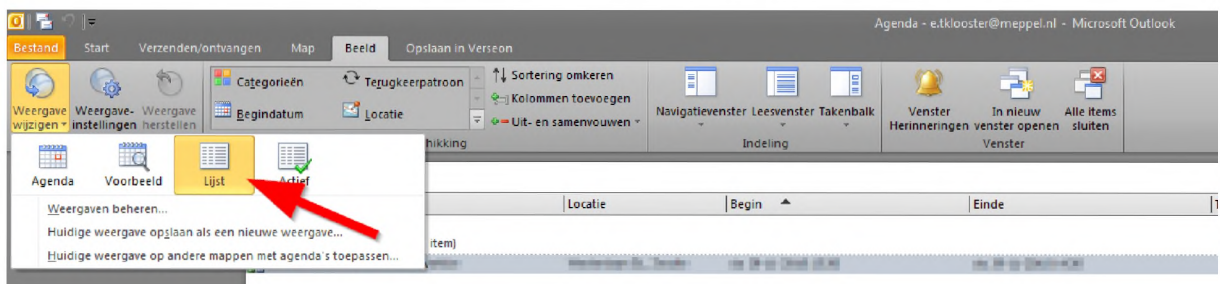 Agenda - e.tklooster@meppel.nl - Microsoft Outlook
Bestand Start Verzenden/ontvangen Map Beeld Opslaan in Verseon
Weergave wijzigen
Weergave-instellingen
Weergave herstellen
Categorieën
Terugkeerpatroon
Begindatum
Locatie
hikking
Sortering omkeren
Kolommen toevoegen
Uit- en samenvouwen
Navigatievenster Leesvenster Takenbalk
Indeling
Venster Herinneringen
In nieuw venster openen
Alle items sluiten
Venster
Agenda Voorbeeld Lijst Actief
Weergaven beheren...
Huidige weergave opslaan als een nieuwe weergave...
Huidige weergave op andere mappen met agenda's toepassen...
Locatie Begin Einde
item)